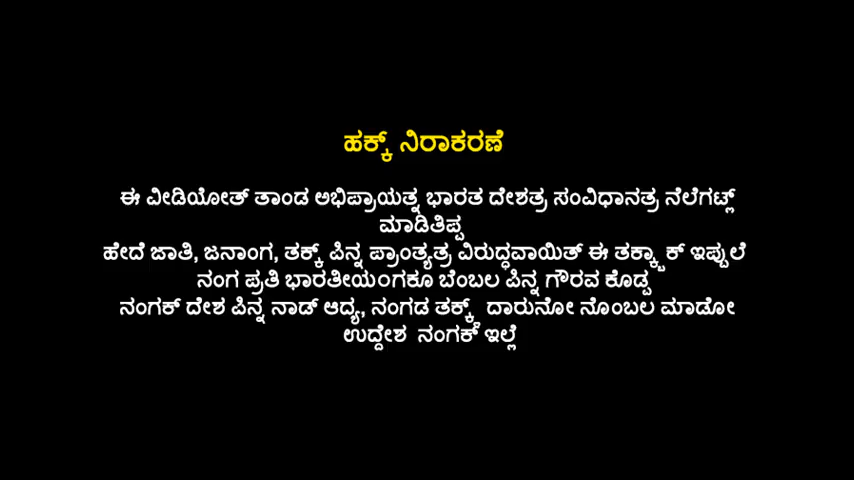 ಹಕ್ಕ್ ನಿರಾಕರಣೆ
ಈ ವೀಡಿಯೋತ್ ತಾಂಡ ಅಭಿಪ್ರಾಯತ್ನ ಭಾರತ ದೇಶತ್ರ ಸಂವಿಧಾನತ್ರ ನೆಲೆಗಟ್ಲ್
ಮಾಡಿತಿಪ್ಪ
ಹೇದೆ ಜಾತಿ, ಜನಾಂಗ, ತಕ್ಕ್ ಪಿನ್ನ ಪ್ರಾಂತ್ಯತ್ರ ವಿರುದ್ಧವಾಯಿತ್ ಈ ತಕ್ಕ್ಬಾಕ್ ಇಪ್ಪುಲೆ
ನಂಗ ಪ್ರತಿ ಭಾರತೀಯಂಗಕೂ ಬೆಂಬಲ ಪಿನ್ನ ಗೌರವ ಕೊಡ್ಪ
ನಂಗಕ್ ದೇಶ ಪಿನ್ನ ನಾಡ್ ಆದ್ಯ, ನಂಗಡ ತಕ್ಕ್ ದಾರುನೋ ನೊಂಬಲ ಮಾಡೋ
ಉದ್ದೇಶ ನಂಗಕ್ ಇಲ್ಲೆ